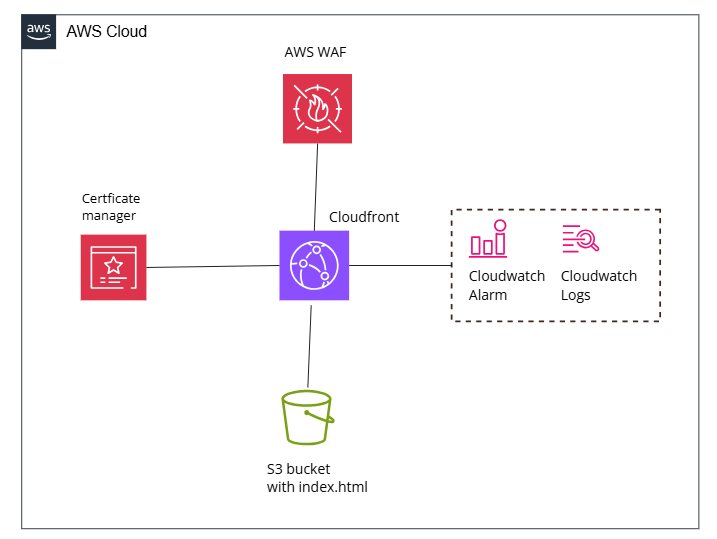 aws
AWS Cloud
AWS WAF
Certficate
manager
Cloudfront
Cloudwatch
Alarm
Cloudwatch
Logs
S3 bucket
with index.html